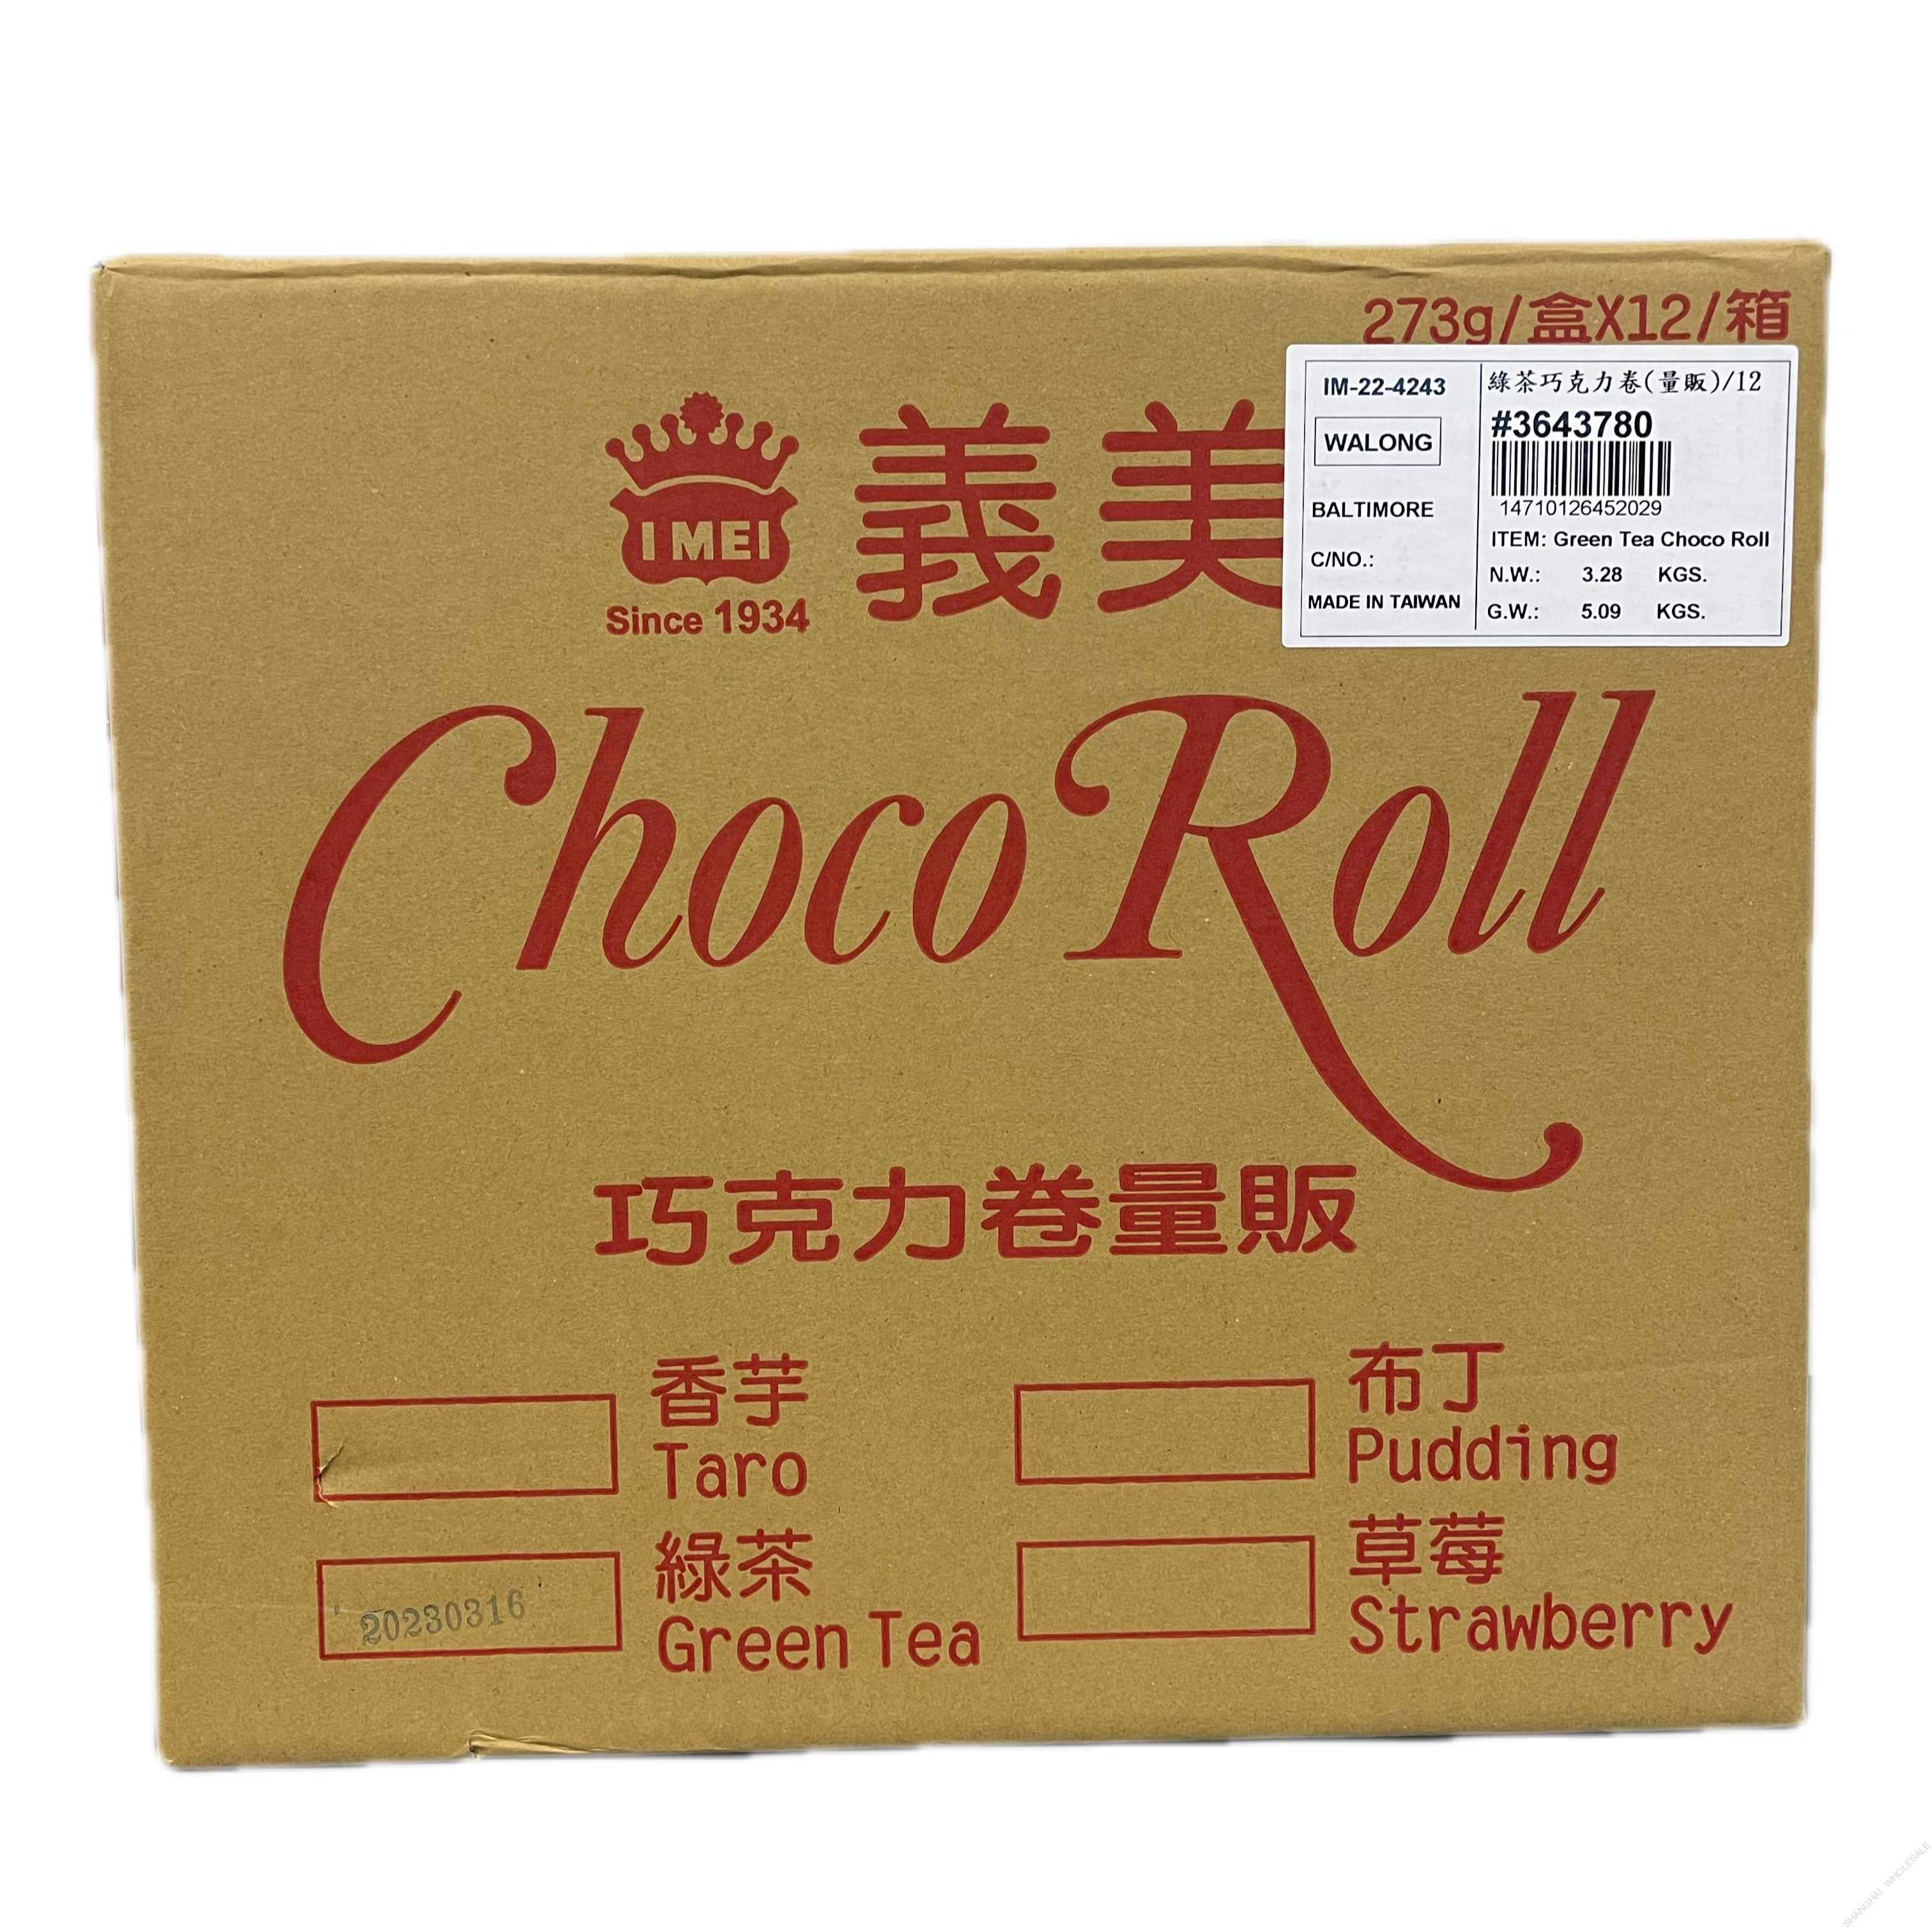 273g/盒X12/箱
IM-22-4243
WALONG
BALTIMORE
C/NO.:
MADE IN TAIWAN
綠茶巧克力卷(量販)/12
#3643780
14710126452029
ITEM: Green Tea Choco Roll
N.W.: 3.28 KGS.
G.W.: 5.09 KGS.
I MEI
Since 1934
義美
Choco Roll
巧克力卷量販
香芋
Taro
布丁
Pudding
綠茶
Green Tea
20230316
草莓
Strawberry
SHANGHAI WHOLESALE